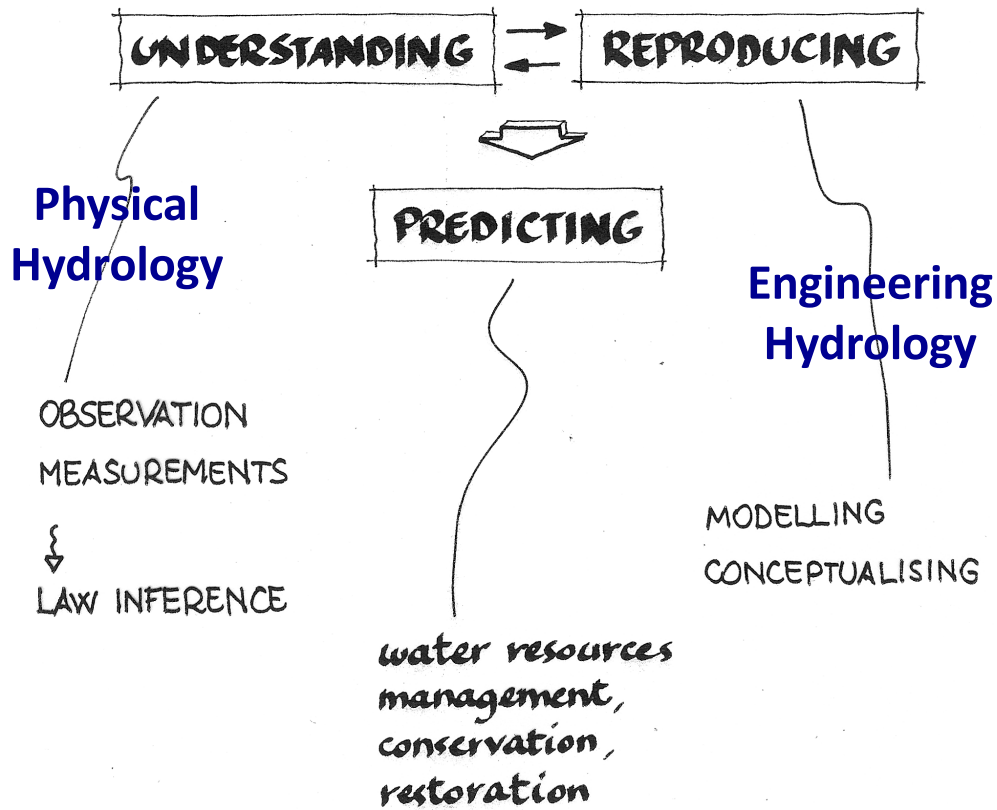 UNDERSTANDING
REPRODUCING
PREDICTING
Physical
Hydrology
Engineering
Hydrology
OBSERVATION
MEASUREMENTS
LAW INFERENCE
MODELLING
CONCEPTUALISING
water resources
management,
conservation,
restoration